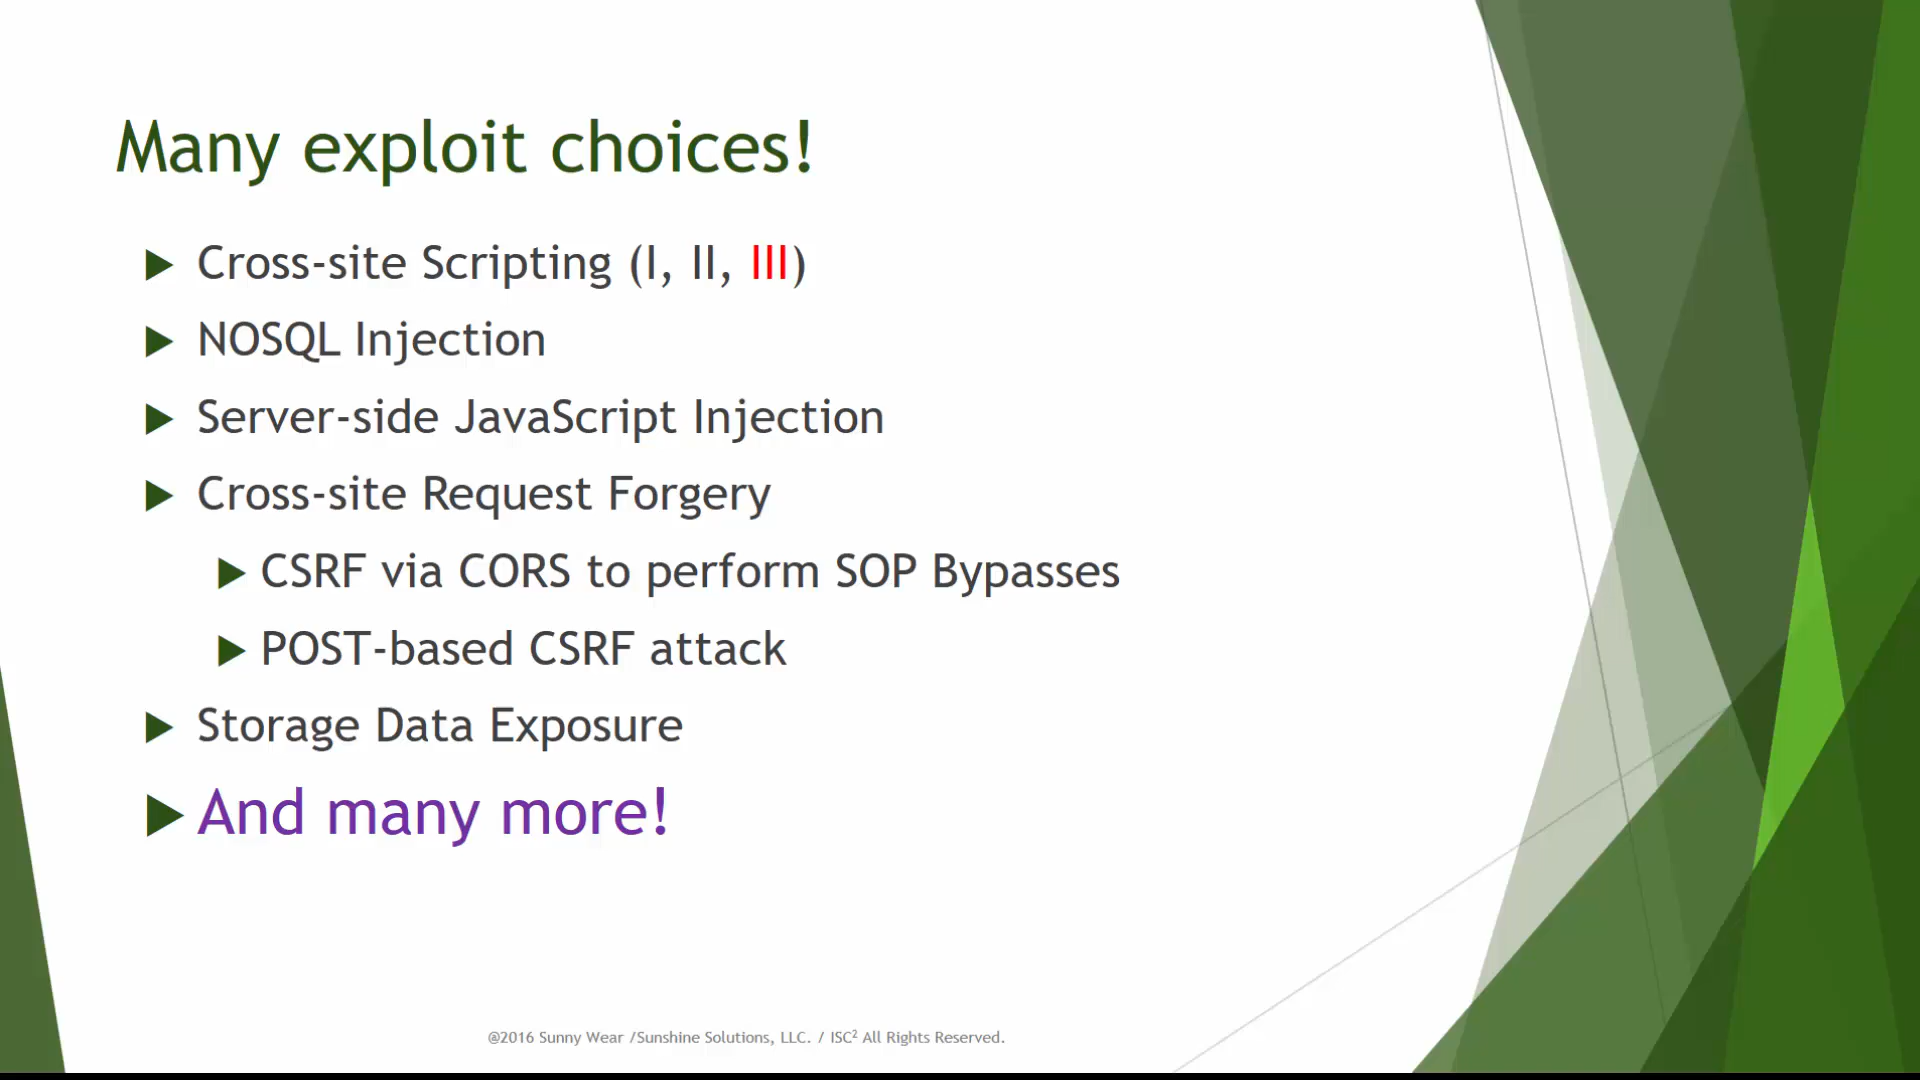 Many exploit choices!
Cross-site Scripting (I, II, III)
NOSQL Injection
Server-side JavaScript Injection
Cross-site Request Forgery
CSRF via CORS to perform SOP Bypasses
POST-based CSRF attack
Storage Data Exposure
And many more!
@2016 Sunny Wear /Sunshine Solutions, LLC. / ISC² All Rights Reserved.